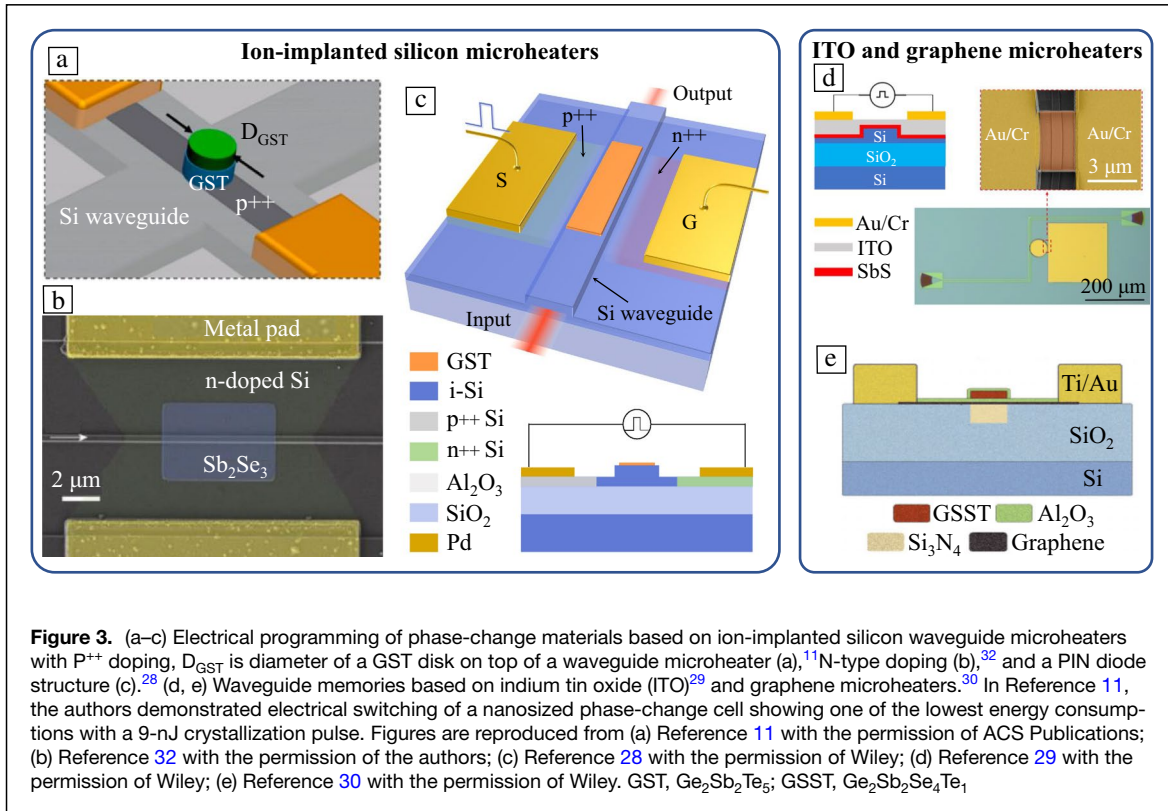 Ion-implanted silicon microheaters
a
D_GST
GST
p++
Si waveguide
b
Metal pad
n-doped Si
Sb₂Se₃
2 μm
c
Output
p++
n++
S
G
Si waveguide
Input
GST
i-Si
p++ Si
n++ Si
Al₂O₃
SiO₂
Pd
ITO and graphene microheaters
d
Si
SiO₂
Si
Au/Cr
Au/Cr
3 μm
Au/Cr
ITO
SbS
200 μm
e
Ti/Au
SiO₂
Si
GSST
Al₂O₃
Si₃N₄
Graphene
Figure 3. (a–c) Electrical programming of phase-change materials based on ion-implanted silicon waveguide microheaters
with P⁺⁺ doping, D_GST is diameter of a GST disk on top of a waveguide microheater (a),¹¹N-type doping (b),³² and a PIN diode
structure (c).²⁸ (d, e) Waveguide memories based on indium tin oxide (ITO)²⁹ and graphene microheaters.³⁰ In Reference 11,
the authors demonstrated electrical switching of a nanosized phase-change cell showing one of the lowest energy consump-
tions with a 9-nJ crystallization pulse. Figures are reproduced from (a) Reference 11 with the permission of ACS Publications;
(b) Reference 32 with the permission of the authors; (c) Reference 28 with the permission of Wiley; (d) Reference 29 with the
permission of Wiley; (e) Reference 30 with the permission of Wiley. GST, Ge₂Sb₂Te₅; GSST, Ge₂Sb₂Se₄Te₁